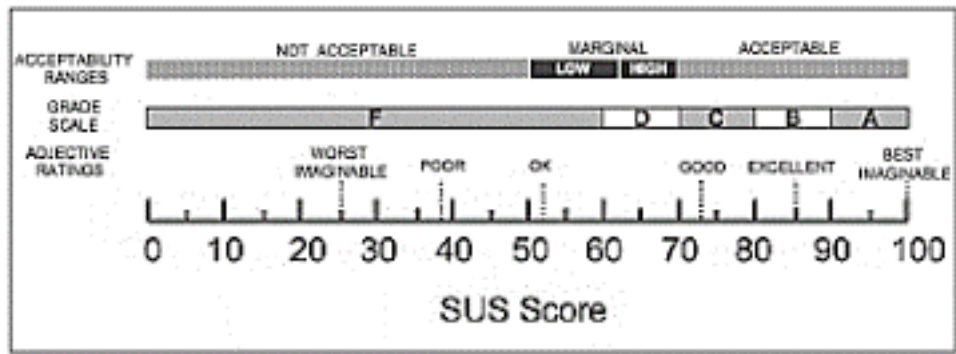 NOT ACCEPTABLE MARGINAL ACCEPTABLE
ACCEPTABILITY RANGES
LOW HIGH
GRADE SCALE
F D C B A
ADJECTIVE RATINGS
WORST IMAGINABLE POOR OK GOOD EXCELLENT BEST IMAGINABLE
0 10 20 30 40 50 60 70 80 90 100
SUS Score